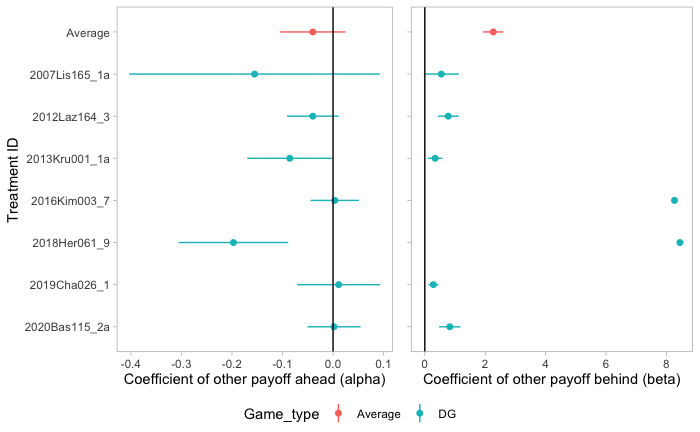 Treatment ID
Average
2007Lis165_1a
2012Laz164_3
2013Kru001_1a
2016Kim003_7
2018Her061_9
2019Cha026_1
2020Bas115_2a
-0.4 -0.3 -0.2 -0.1 0.0 0.1
0 2 4 6 8
Coefficient of other payoff ahead (alpha)
Coefficient of other payoff behind (beta)
Game_type Average DG